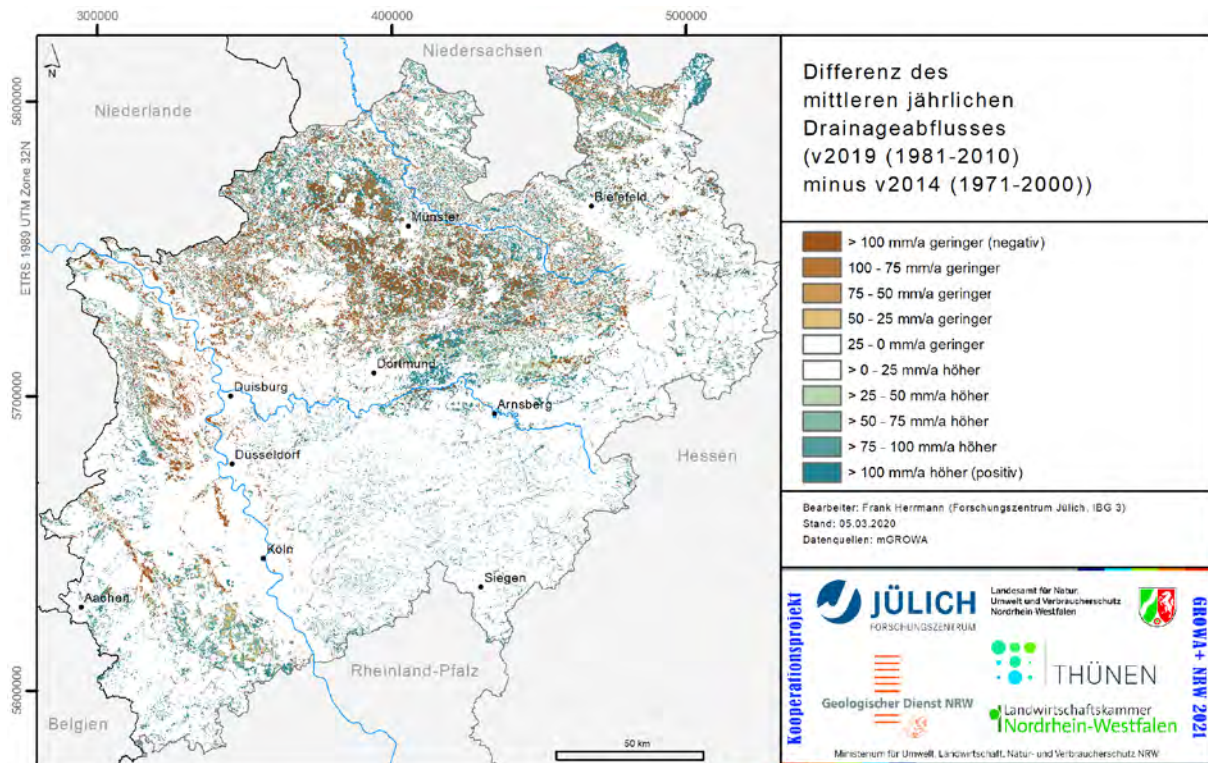 300000
400000
500000
N
Niedersachsen
Niederlande
Münster
Bielefeld
Dortmund
Duisburg
Arnsberg
Düsseldorf
Hessen
Köln
Siegen
Aachen
Rheinland-Pfalz
Belgien
50 km
5800000
5700000
5600000
ETRS 1989 UTM Zone 32N
Differenz des
mittleren jährlichen
Drainageabflusses
(v2019 (1981-2010)
minus v2014 (1971-2000))
> 100 mm/a geringer (negativ)
100 - 75 mm/a geringer
75 - 50 mm/a geringer
50 - 25 mm/a geringer
25 - 0 mm/a geringer
> 0 - 25 mm/a höher
> 25 - 50 mm/a höher
> 50 - 75 mm/a höher
> 75 - 100 mm/a höher
> 100 mm/a höher (positiv)
Bearbeiter: Frank Herrmann (Forschungszentrum Jülich, IBG 3)
Stand: 05.03.2020
Datenquellen: mGROWA
Kooperationsprojekt
JÜLICH
FORSCHUNGSZENTRUM
Landesamt für Natur,
Umwelt und Verbraucherschutz
Nordrhein-Westfalen
THÜNEN
Geologischer Dienst NRW
Landwirtschaftskammer
Nordrhein-Westfalen
GROWA+ NRW 2021
Ministerium für Umwelt, Landwirtschaft, Natur- und Verbraucherschutz NRW